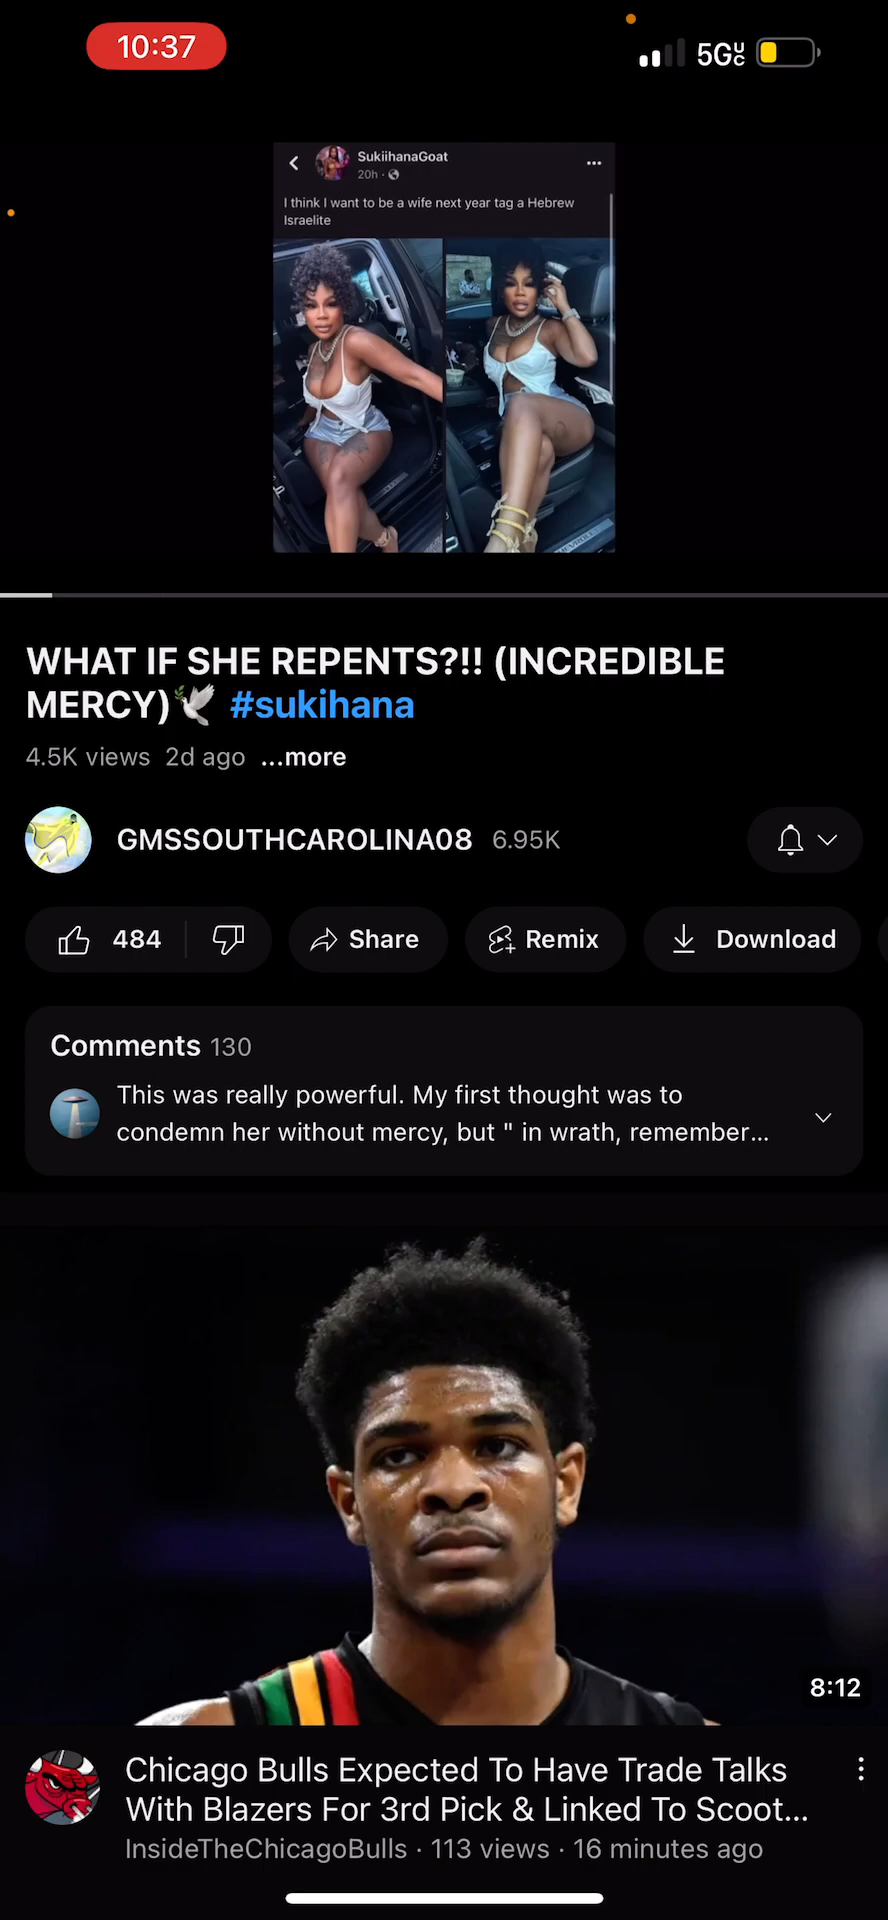 10:37
5GUC
SukiihanaGoat
20h ·
I think I want to be a wife next year tag a Hebrew
Israelite
WHAT IF SHE REPENTS?!! (INCREDIBLE
MERCY)🕊️ #sukihana
4.5K views 2d ago ...more
GMSSOUTHCAROLINA08 6.95K
484 Share Remix Download
Comments 130
This was really powerful. My first thought was to
condemn her without mercy, but " in wrath, remember...
8:12
Chicago Bulls Expected To Have Trade Talks
With Blazers For 3rd Pick & Linked To Scoot...
InsideTheChicagoBulls · 113 views · 16 minutes ago